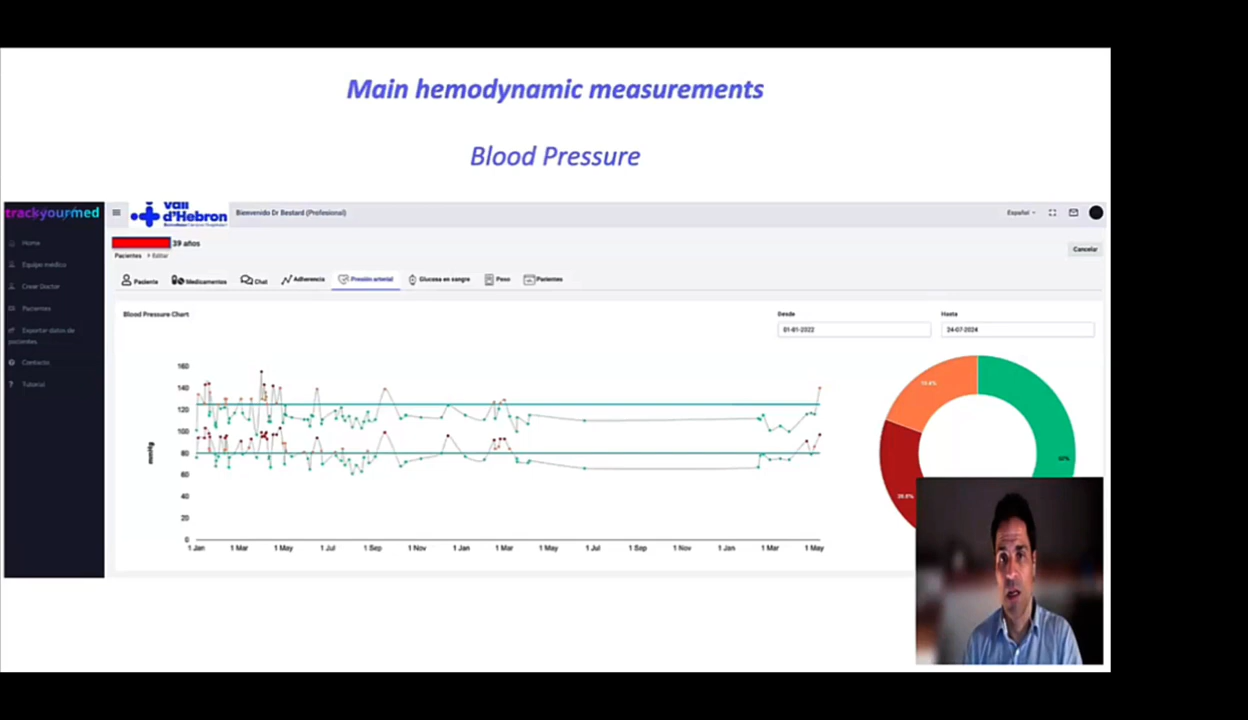 Main hemodynamic measurements
Blood Pressure
trackyourmed
Vall
d'Hebron
Bienvenido Dr Bestard (Profesional)
Español
Home
Equipo médico
Crear Doctor
Pacientes
Exportar datos de
pacientes.
Contacto
Tutorial
39 años
Pacientes > Editar
Cancelar
Paciente
Medicamentos
Chat
Adherencia
Presión arterial
Glucosa en sangre
Peso
Pacientes
Blood Pressure Chart
Desde
Hasta
01-01-2022
24-07-2024
mmHg
160
140
120
100
80
60
40
20
0
1 Jan
1 Mar
1 May
1 Jul
1 Sep
1 Nov
1 Jan
1 Mar
1 May
1 Jul
1 Sep
1 Nov
1 Jan
1 Mar
1 May